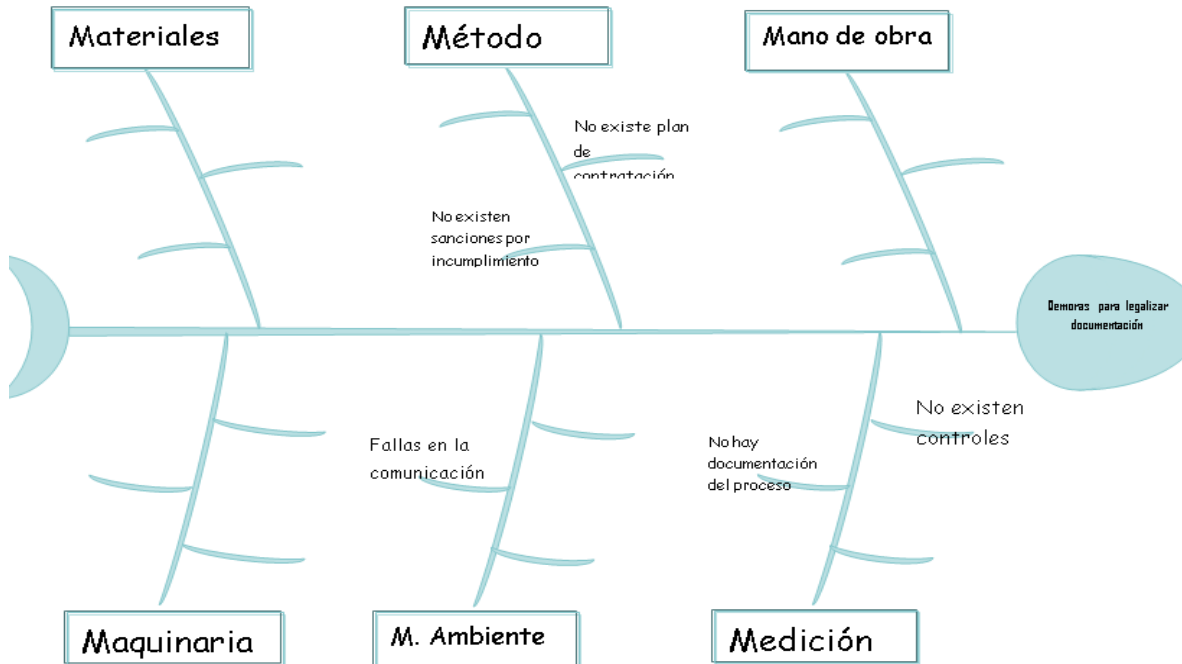 Materiales
Método
Mano de obra
No existe plan
de
contratación
No existen
sanciones por
incumplimiento
Demoras para legalizar
documentación
No existen
controles
Fallas en la
comunicación
No hay
documentación
del proceso
Maquinaria
M. Ambiente
Medición